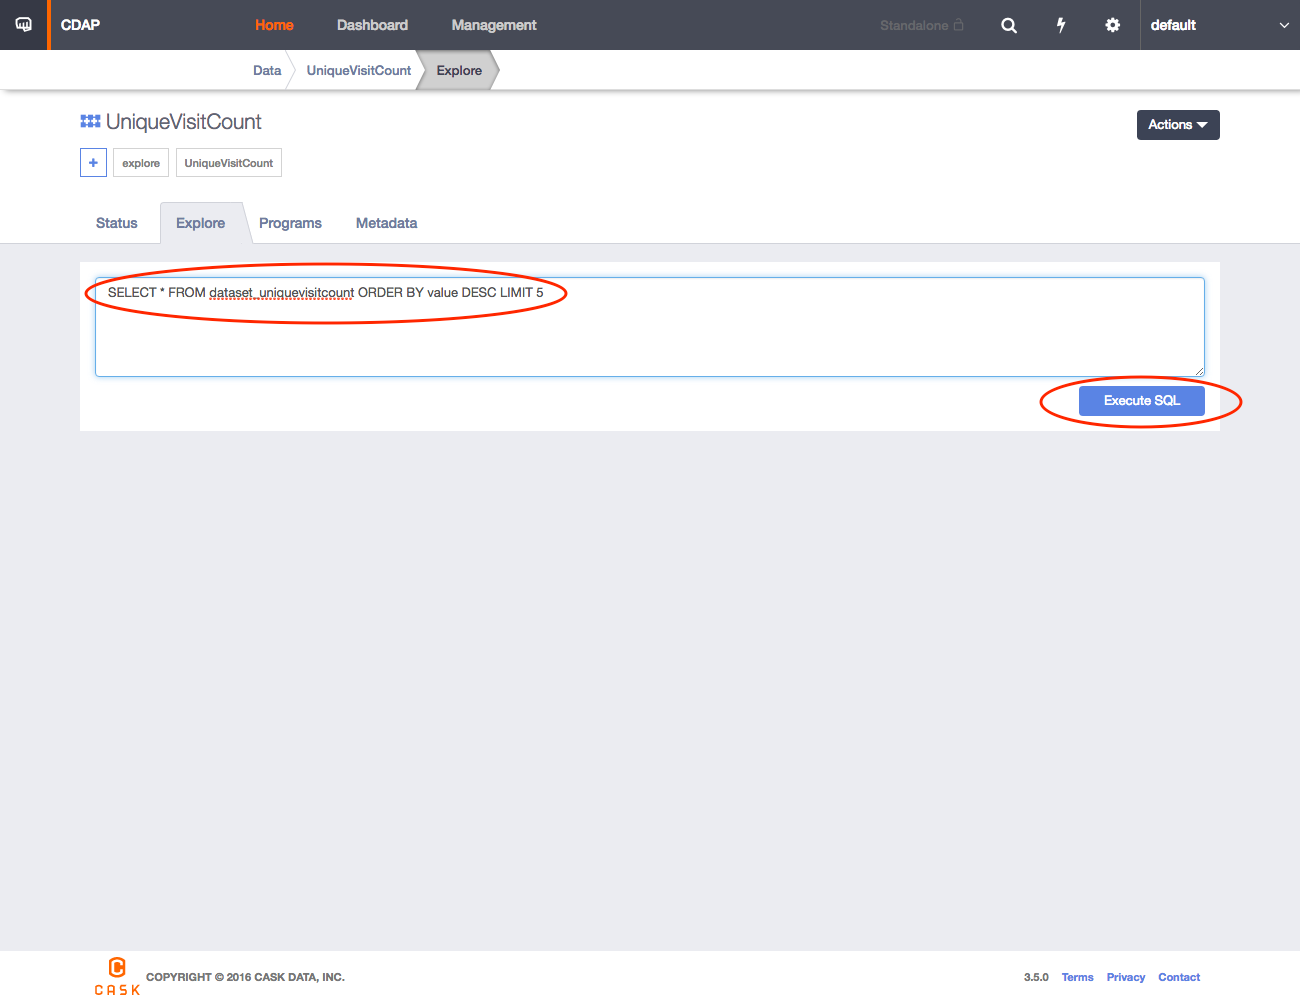 CDAP Home Dashboard Management Standalone default
Data UniqueVisitCount Explore
UniqueVisitCount
Actions
+ explore UniqueVisitCount
Status Explore Programs Metadata
SELECT * FROM dataset_uniquevisitcount ORDER BY value DESC LIMIT 5
Execute SQL
CASK
COPYRIGHT © 2016 CASK DATA, INC. 3.5.0 Terms Privacy Contact